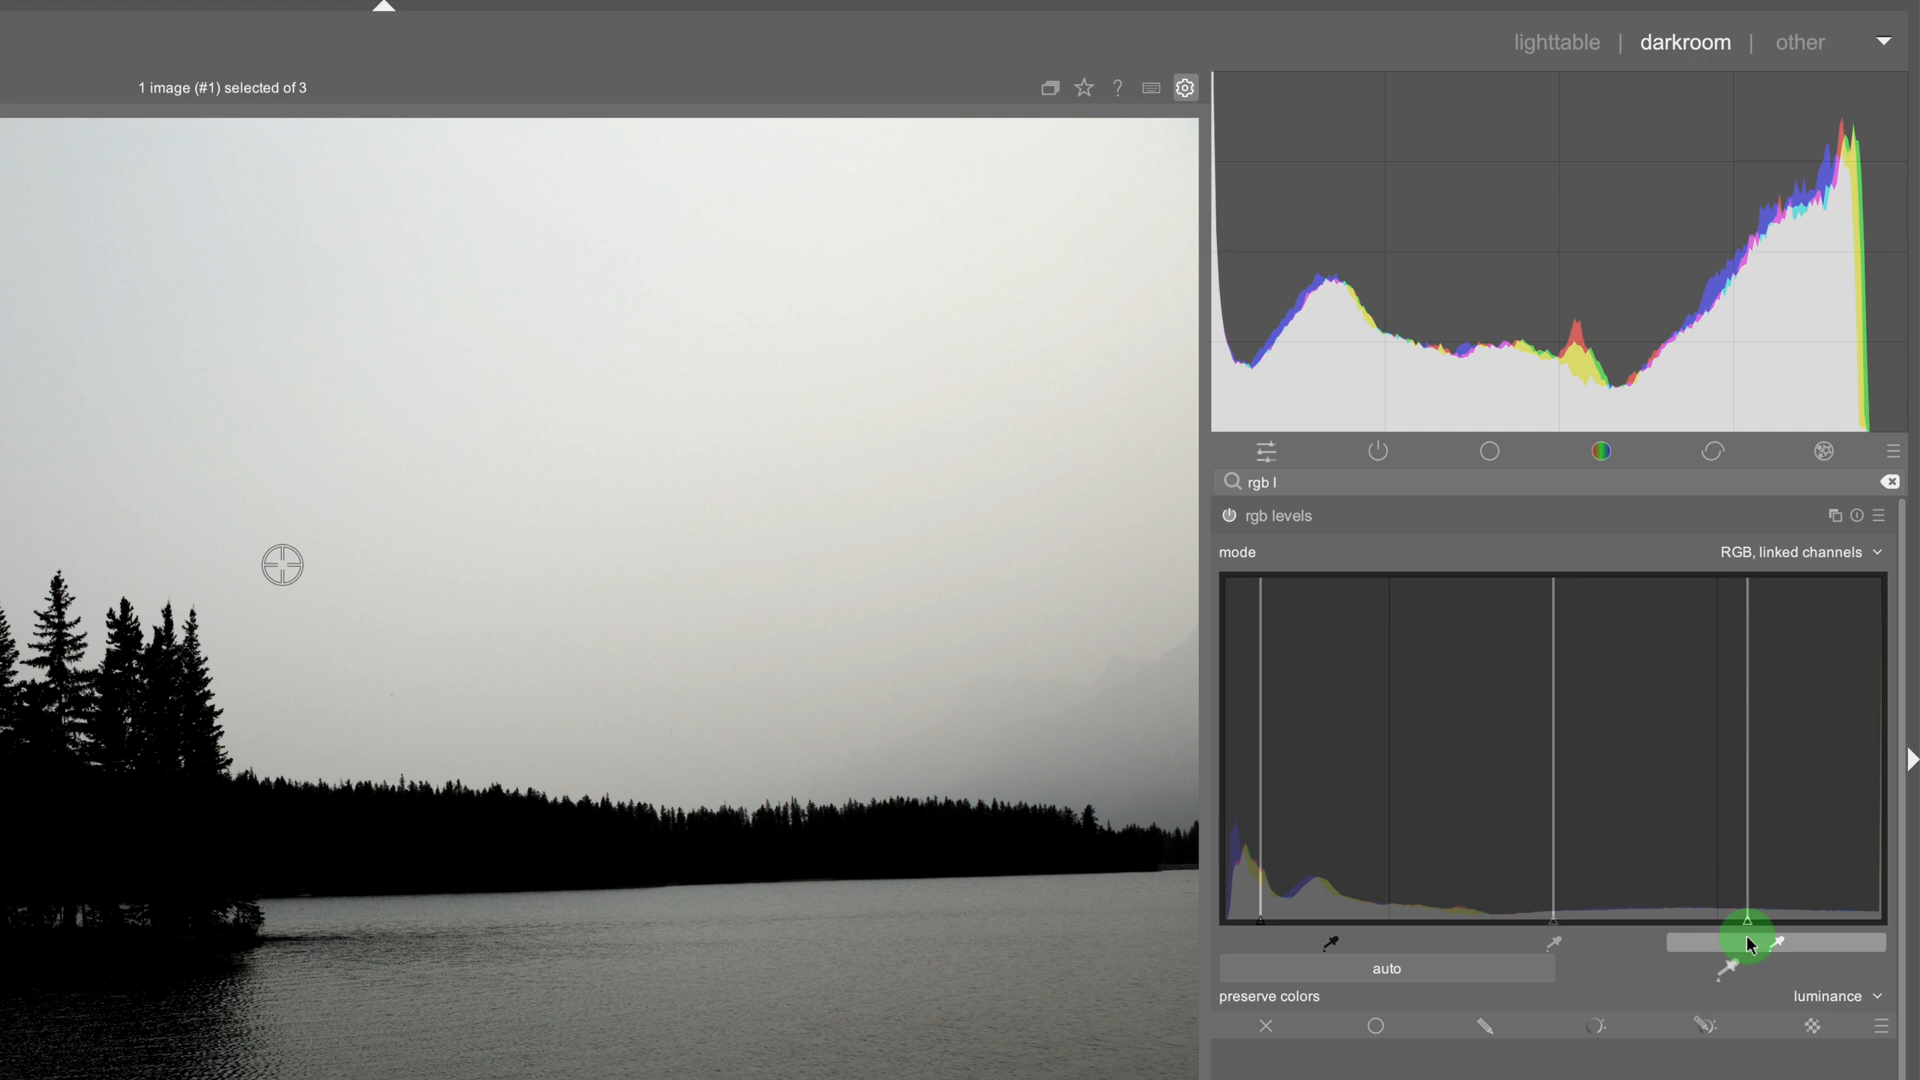 lighttable | darkroom | other
1 image (#1) selected of 3
?
rgb l
rgb levels
mode RGB, linked channels
auto
preserve colors luminance